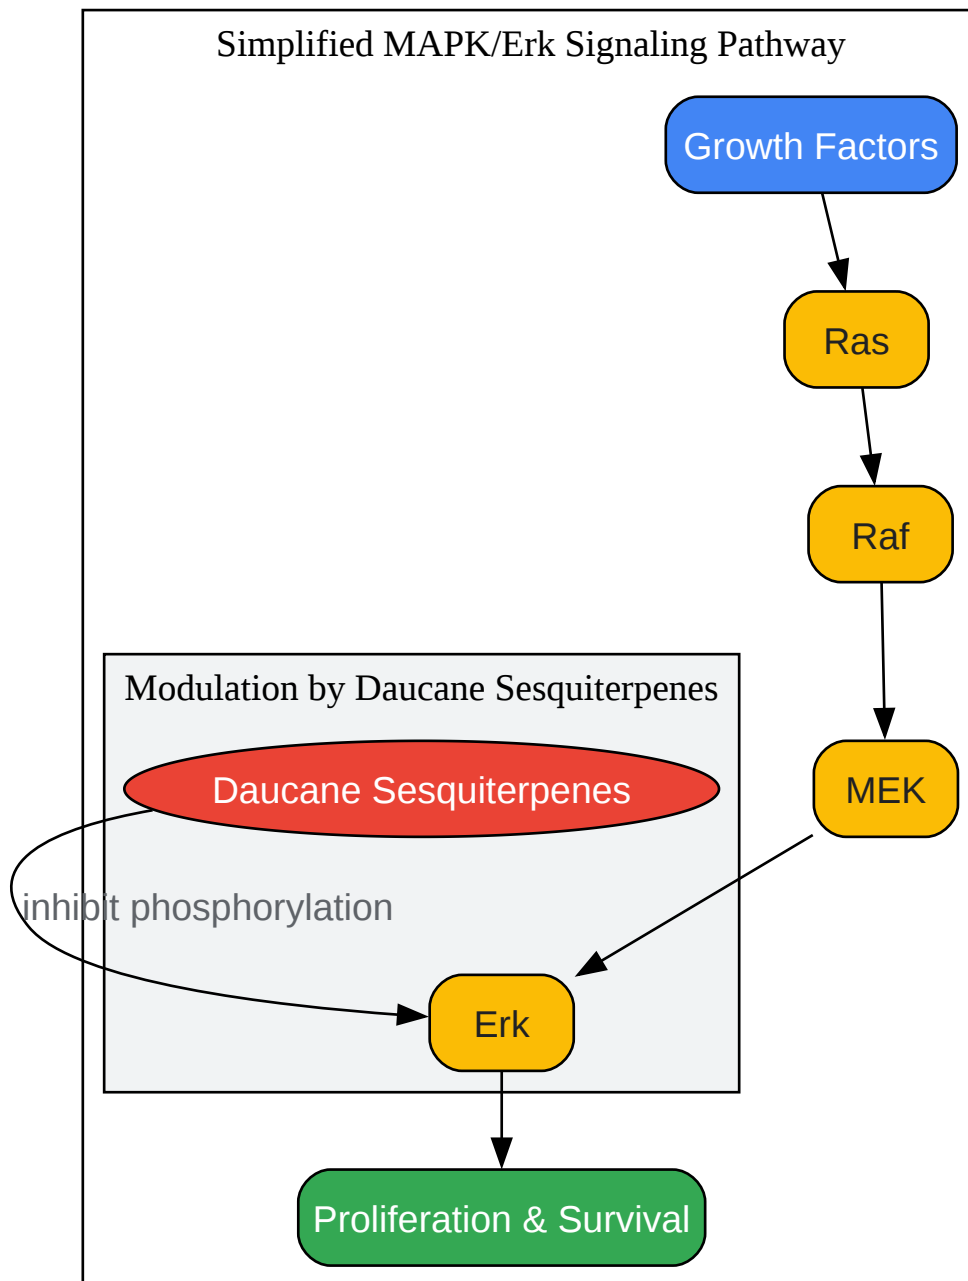 Simplified MAPK/Erk Signaling Pathway
Growth Factors
Ras
Raf
Modulation by Daucane Sesquiterpenes
Daucane Sesquiterpenes
MEK
inhibit phosphorylation
Erk
Proliferation & Survival